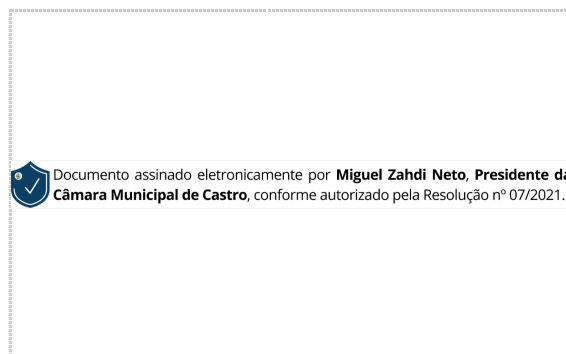 Documento assinado eletronicamente por Miguel Zahdi Neto, Presidente da
Câmara Municipal de Castro, conforme autorizado pela Resolução nº 07/2021.